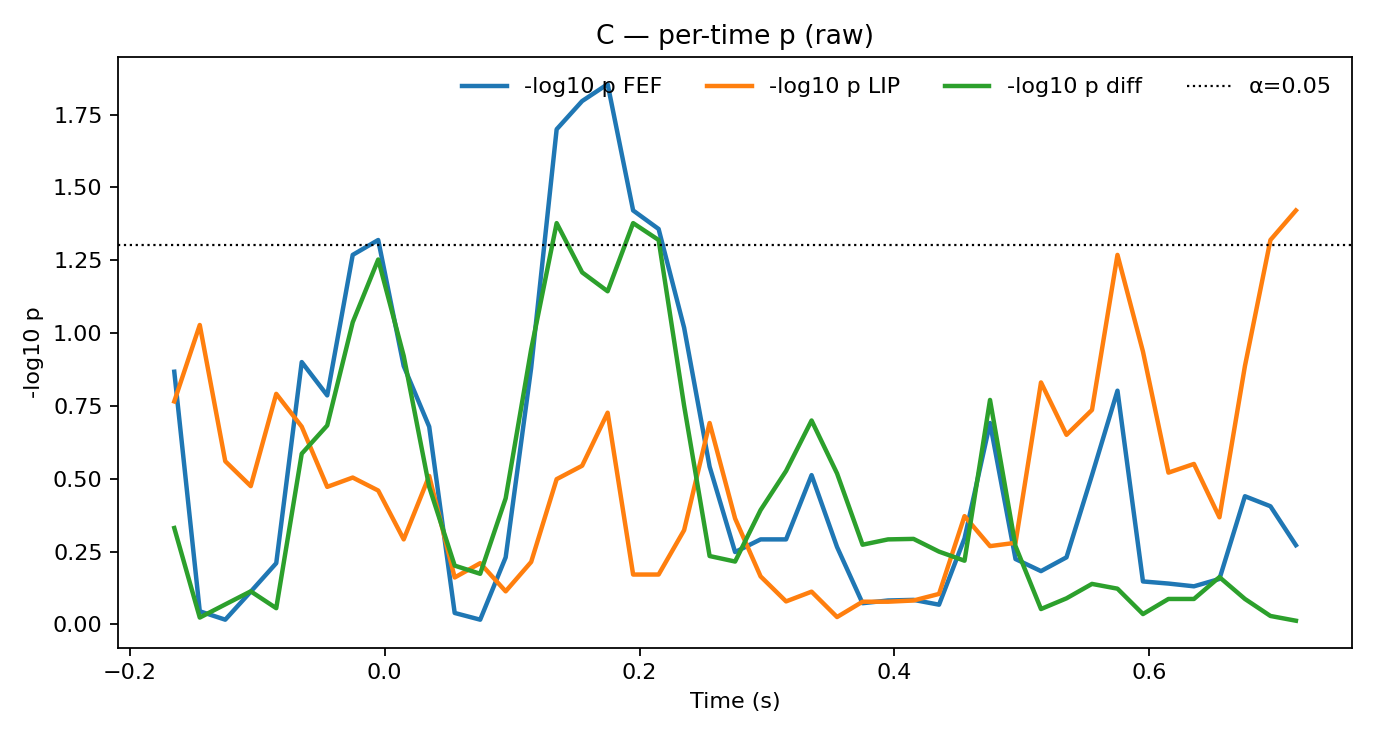 C — per-time p (raw)
-log10 p FEF -log10 p LIP -log10 p diff α=0.05
1.75
1.50
1.25
1.00
0.75
0.50
0.25
0.00
-log10 p
−0.2 0.0 0.2 0.4 0.6
Time (s)